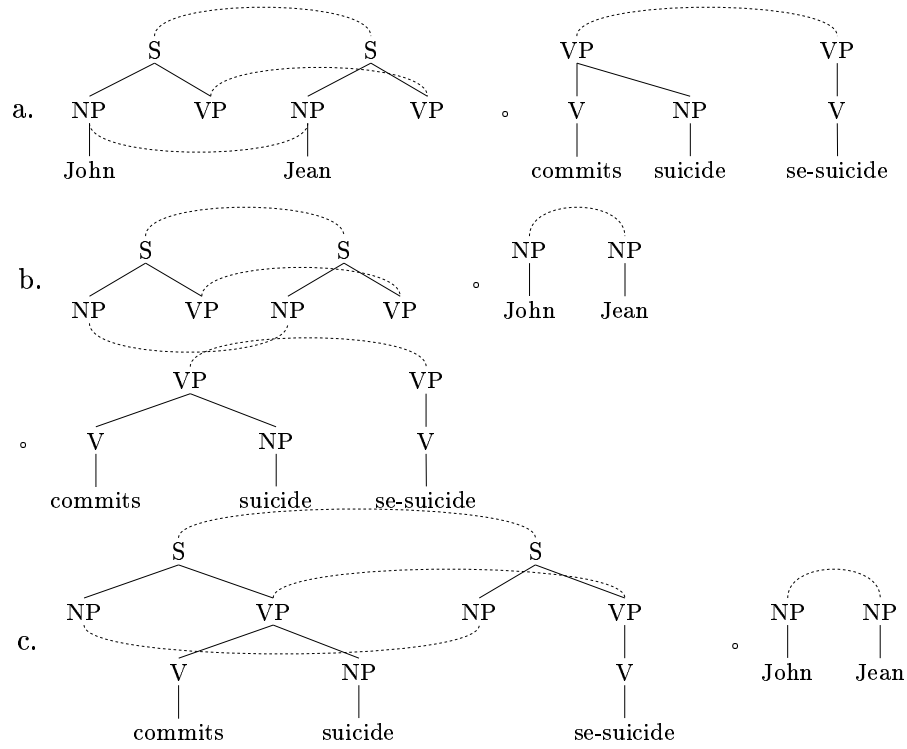 S S VP VP
a. NP VP NP VP ∘ V NP V
John Jean commits suicide se-suicide
S S NP NP
b. NP VP NP VP ∘ John Jean
VP VP
∘ V NP V
commits suicide se-suicide
S S
NP VP NP VP NP NP
c. V NP V ∘ John Jean
commits suicide se-suicide